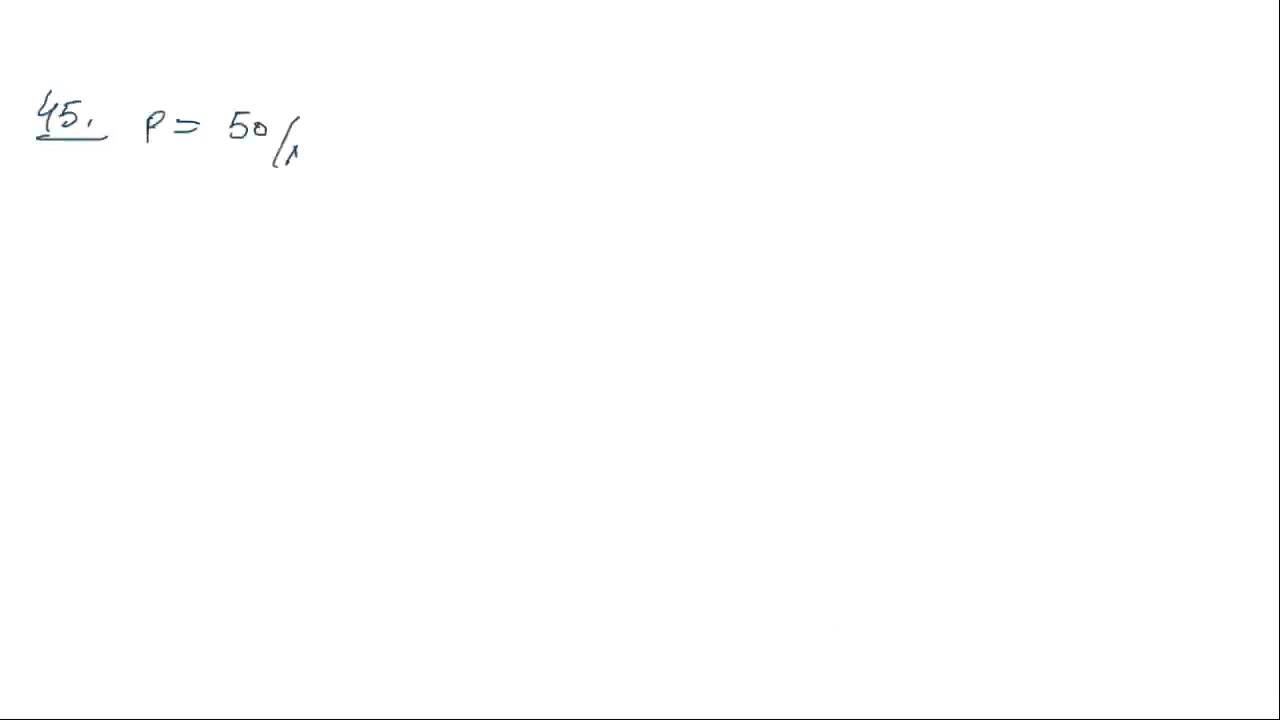 45. P = 50/